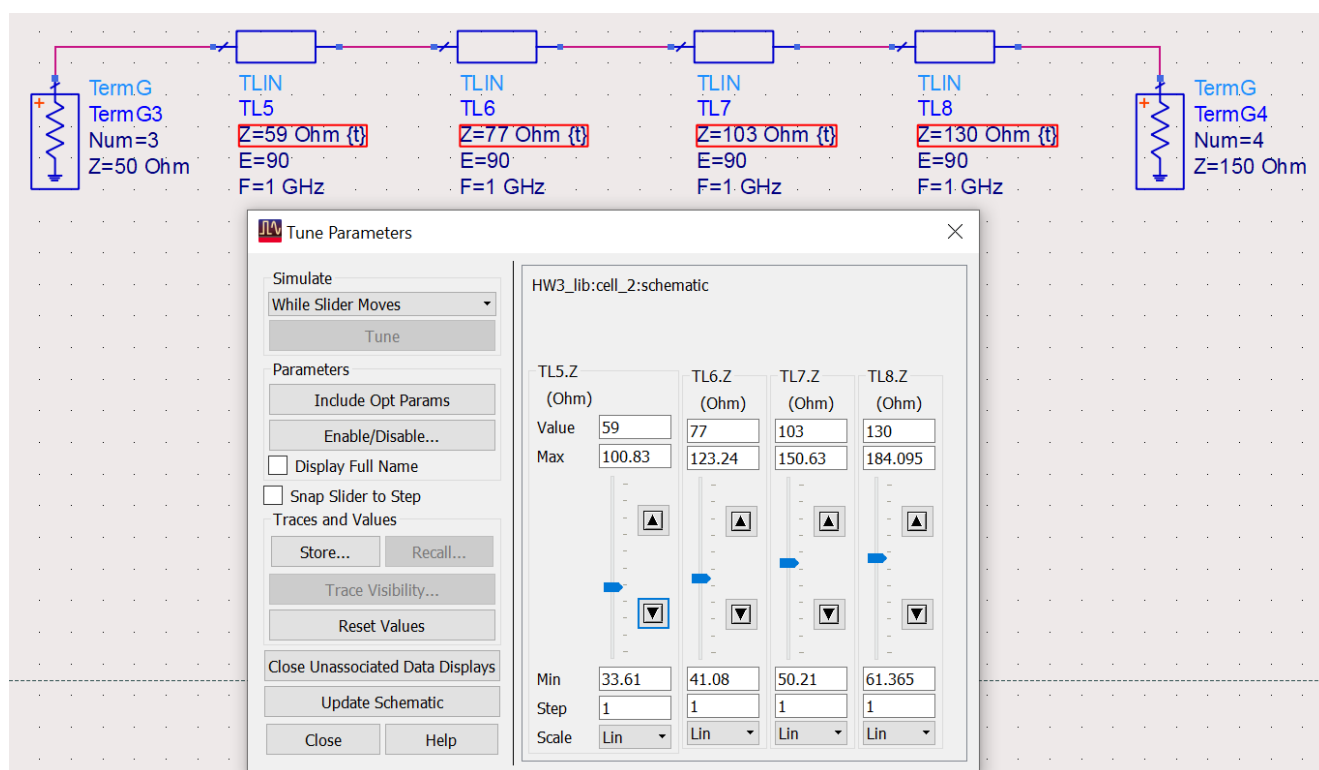 Term.G
TermG3
Num=3
Z=50 Ohm
TLIN
TL5
Z=59 Ohm {t}
E=90
F=1 GHz
TLIN
TL6
Z=77 Ohm {t}
E=90
F=1 GHz
TLIN
TL7
Z=103 Ohm {t}
E=90
F=1 GHz
TLIN
TL8
Z=130 Ohm {t}
E=90
F=1 GHz
Term.G
TermG4
Num=4
Z=150 Ohm
Tune Parameters
Simulate
While Slider Moves
Tune
Parameters
Include Opt Params
Enable/Disable...
Display Full Name
Snap Slider to Step
Traces and Values
Store... Recall...
Trace Visibility...
Reset Values
Close Unassociated Data Displays
Update Schematic
Close Help
HW3_lib:cell_2:schematic
TL5.Z TL6.Z TL7.Z TL8.Z
(Ohm) (Ohm) (Ohm) (Ohm)
Value 59 77 103 130
Max 100.83 123.24 150.63 184.095
Min 33.61 41.08 50.21 61.365
Step 1 1 1 1
Scale Lin Lin Lin Lin